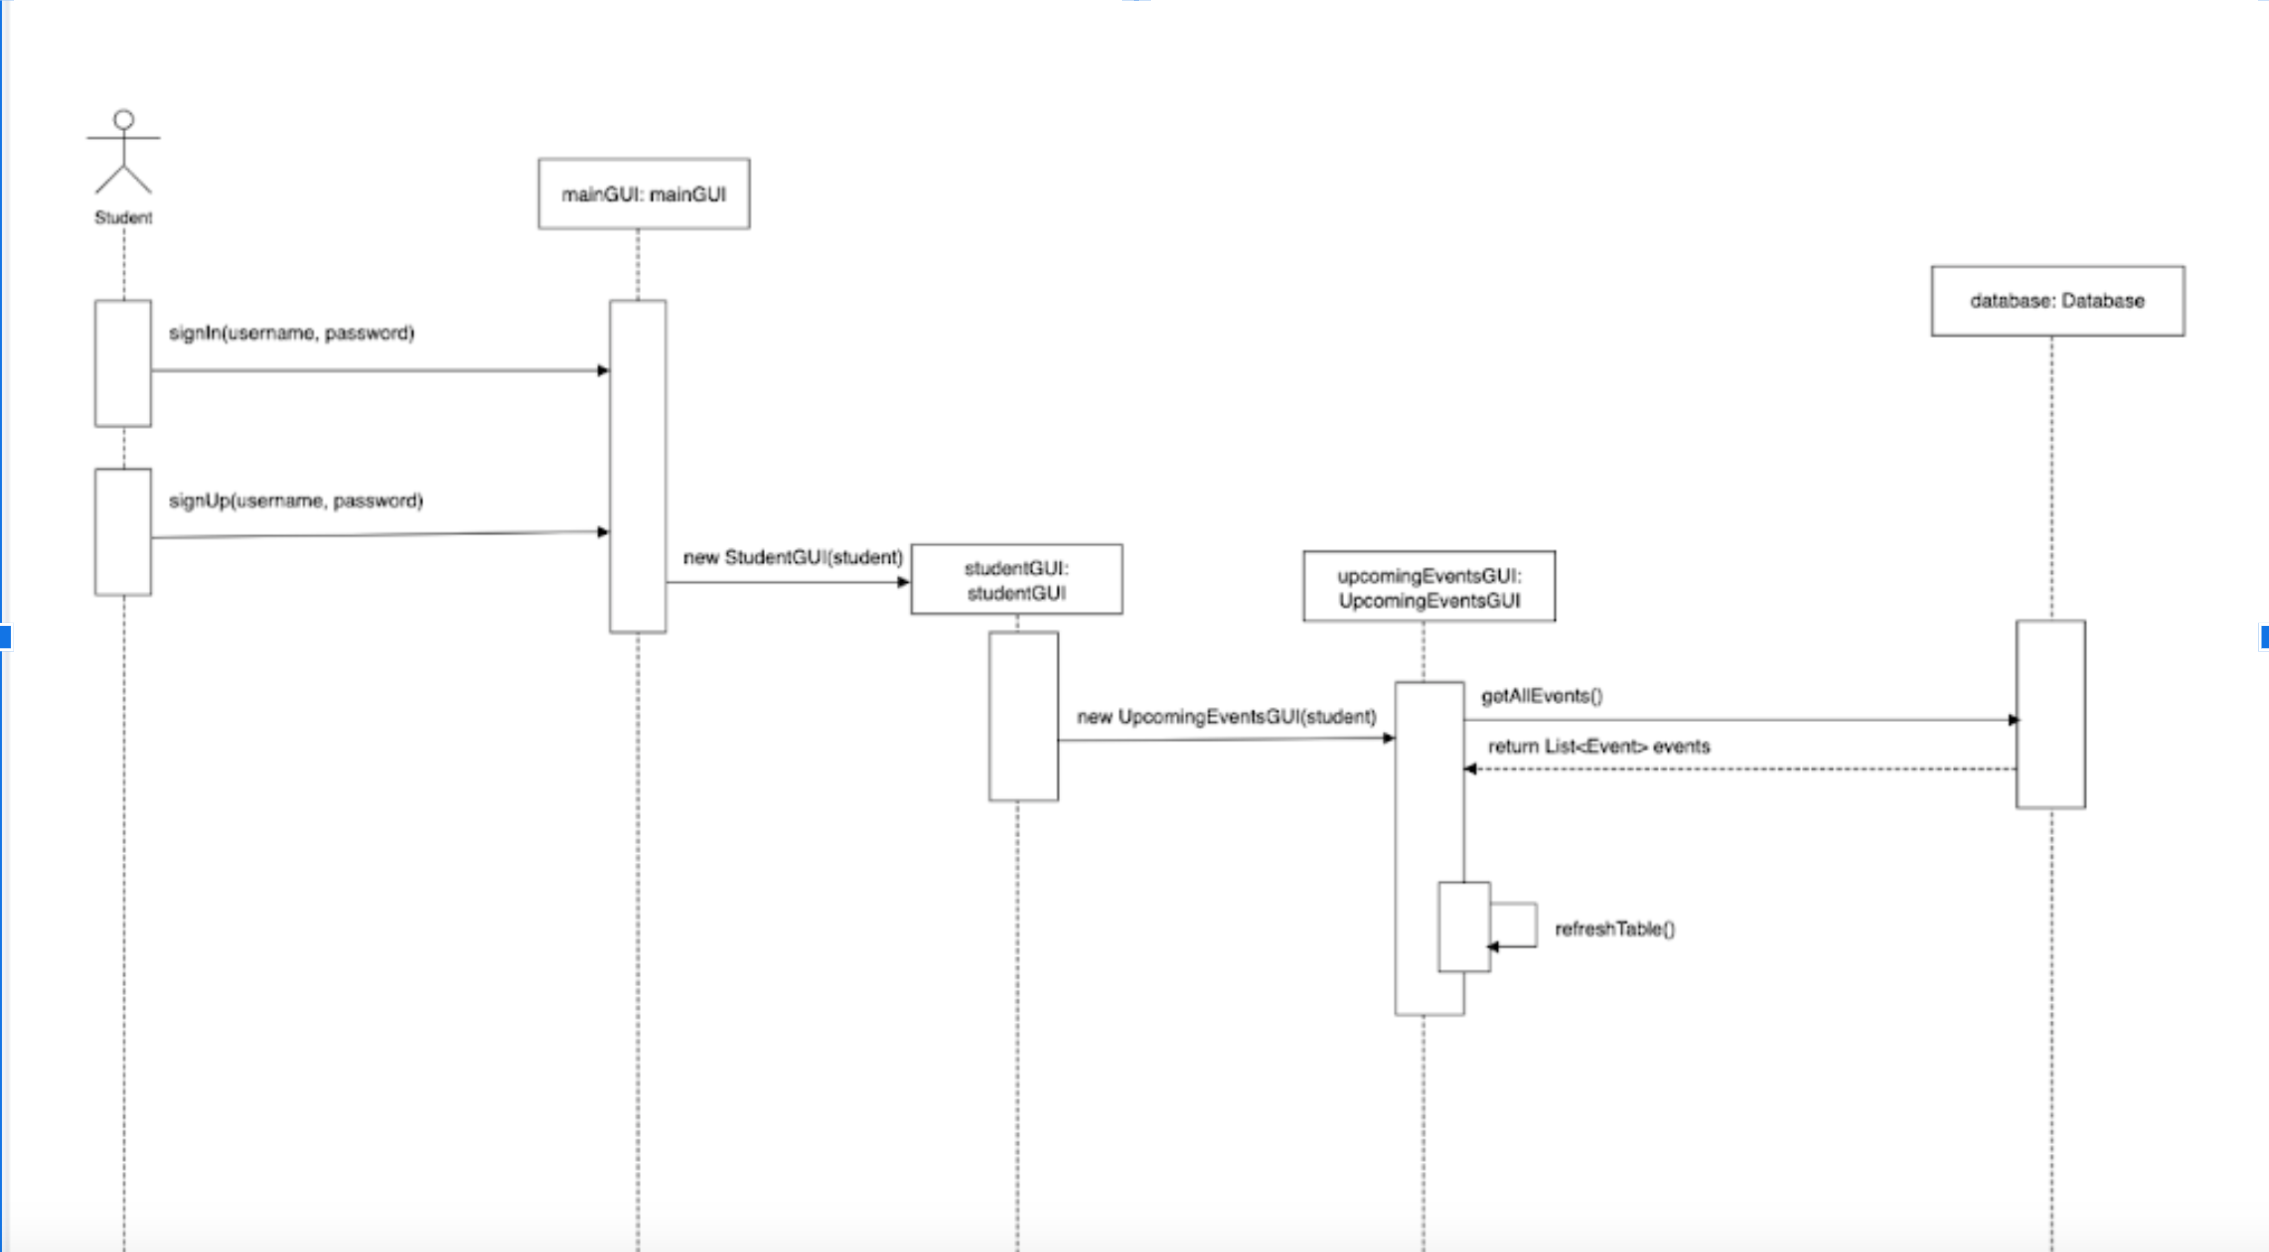 Student
mainGUI: mainGUI
database: Database
signIn(username, password)
signUp(username, password)
new StudentGUI(student)
studentGUI:
studentGUI
upcomingEventsGUI:
UpcomingEventsGUI
new UpcomingEventsGUI(student)
getAllEvents()
return List<Event> events
refreshTable()